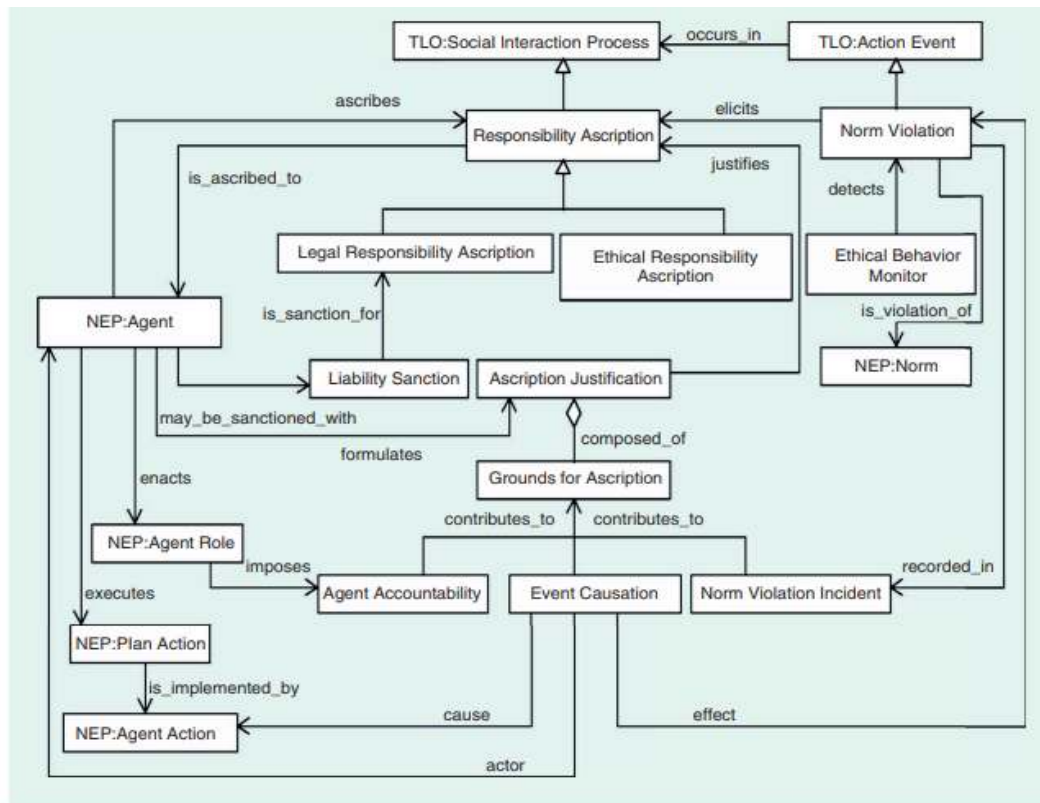 TLO:Social Interaction Process
occurs_in
TLO:Action Event
ascribes
elicits
Responsibility Ascription
Norm Violation
justifies
is_ascribed_to
detects
Legal Responsibility Ascription
Ethical Responsibility
Ascription
Ethical Behavior
Monitor
NEP:Agent
is_sanction_for
is_violation_of
NEP:Norm
Liability Sanction
Ascription Justification
may_be_sanctioned_with
composed_of
formulates
enacts
Grounds for Ascription
contributes_to
contributes_to
NEP:Agent Role
imposes
recorded_in
executes
Agent Accountability
Event Causation
Norm Violation Incident
NEP:Plan Action
is_implemented_by
cause
effect
NEP:Agent Action
actor